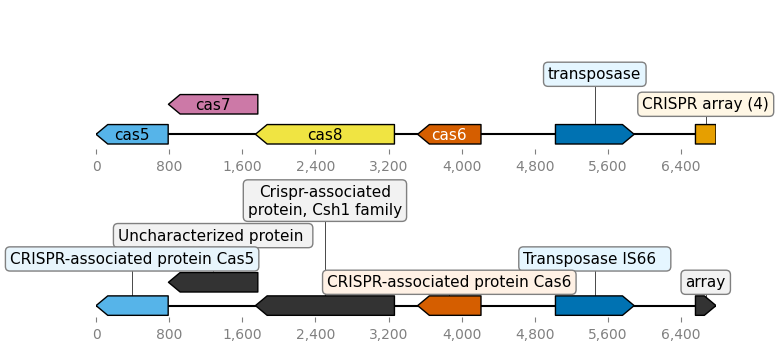 transposase
cas7
CRISPR array (4)
cas5
cas8
cas6
0 800 1,600 2,400 3,200 4,000 4,800 5,600 6,400
Crispr-associated
protein, Csh1 family
Uncharacterized protein
CRISPR-associated protein Cas5
Transposase IS66
CRISPR-associated protein Cas6
array
0 800 1,600 2,400 3,200 4,000 4,800 5,600 6,400